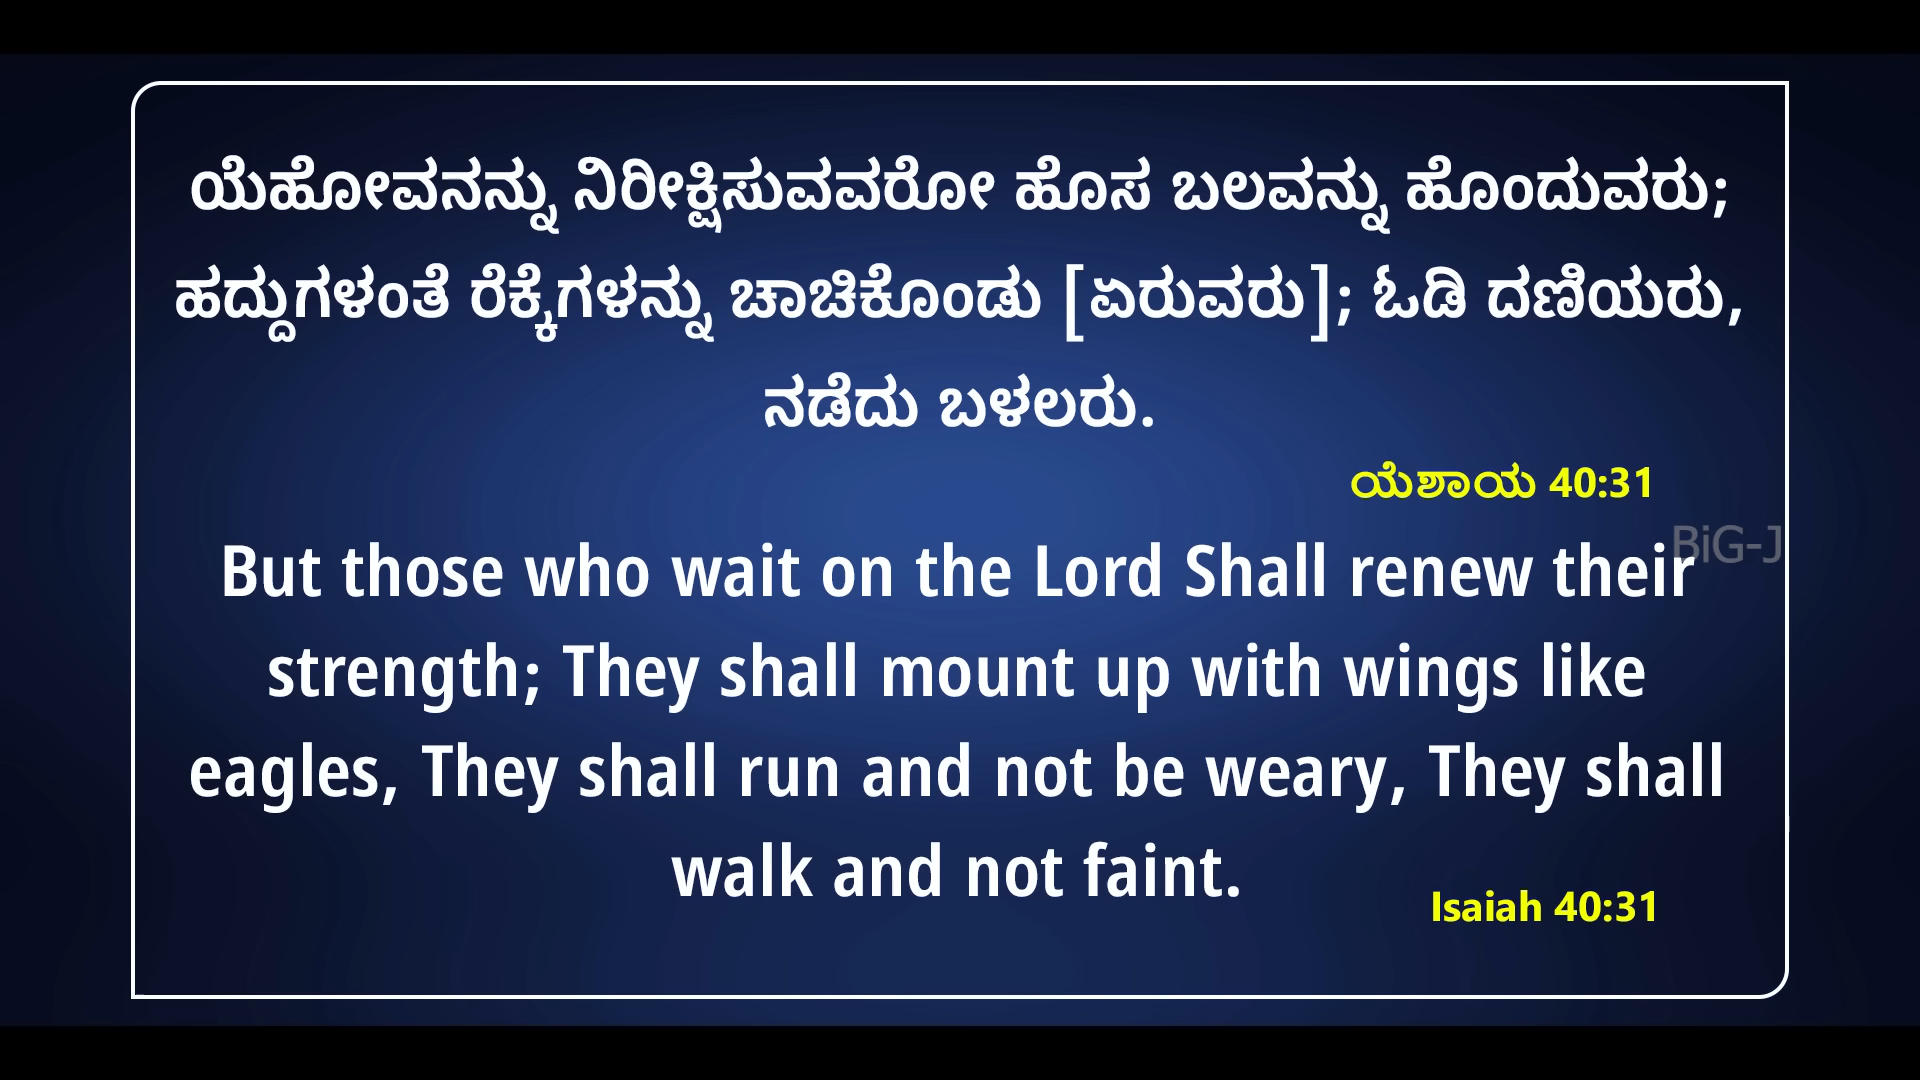 ಯೆಹೋವನನ್ನು ನಿರೀಕ್ಷಿಸುವವರೋ ಹೊಸ ಬಲವನ್ನು ಹೊಂದುವರು;
ಹದ್ದುಗಳಂತೆ ರೆಕ್ಕೆಗಳನ್ನು ಚಾಚಿಕೊಂಡು [ಏರುವರು]; ಓಡಿ ದಣಿಯರು,
ನಡೆದು ಬಳಲರು.
ಯೆಶಾಯ 40:31
BiG-J
But those who wait on the Lord Shall renew their
strength; They shall mount up with wings like
eagles, They shall run and not be weary, They shall
walk and not faint.
Isaiah 40:31